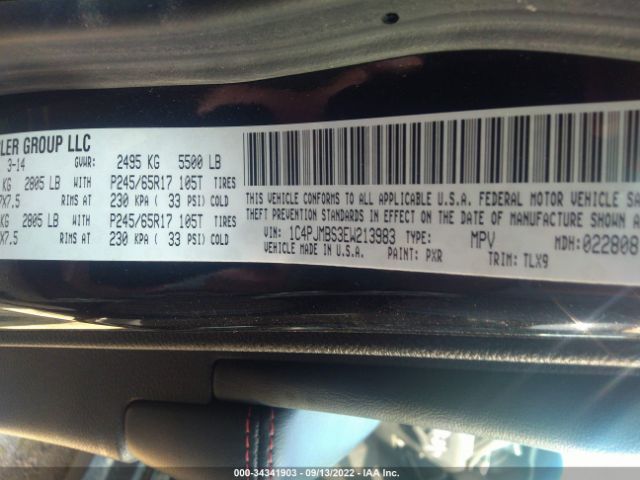 LER GROUP LLC
3-14 GVWR: 2495 KG 5500 LB
KG 2805 LB WITH P245/65R17 105T TIRES
X7.5 RIMS AT 230 KPA ( 33 PSI) COLD
KG 2805 LB WITH P245/65R17 105T TIRES
X7.5 RIMS AT 230 KPA ( 33 PSI) COLD
THIS VEHICLE CONFORMS TO ALL APPLICABLE U.S.A. FEDERAL MOTOR VEHICLE SA
THEFT PREVENTION STANDARDS IN EFFECT ON THE DATE OF MANUFACTURE SHOWN A
VIN: 1C4PJMBS3EW213983 TYPE: MPV MDH: 022808
VEHICLE MADE IN U.S.A. PAINT: PXR TRIM: TLX9
000-34341903 - 09/13/2022 - IAA Inc.